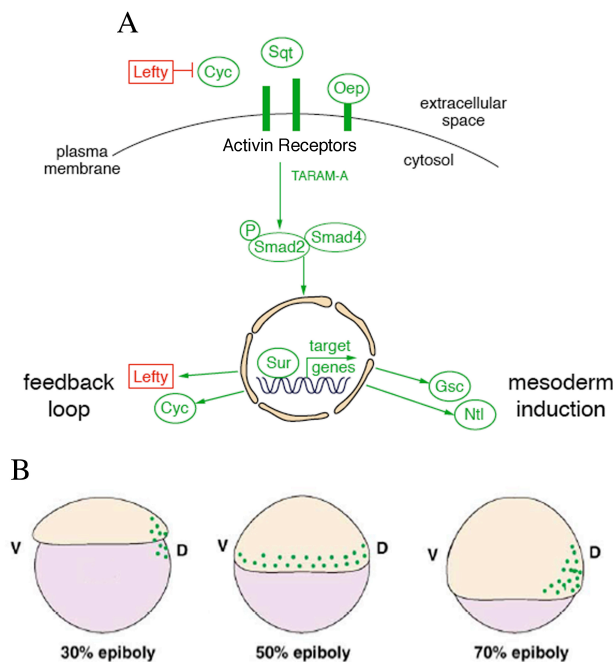 A
Sqt
Lefty
Cyc
Oep
extracellular
space
plasma
membrane
Activin Receptors
cytosol
TARAM-A
P
Smad2
Smad4
Sur
target
genes
feedback
loop
Lefty
Cyc
Gsc
Ntl
mesoderm
induction
B
V
D
V
D
V
D
30% epiboly
50% epiboly
70% epiboly